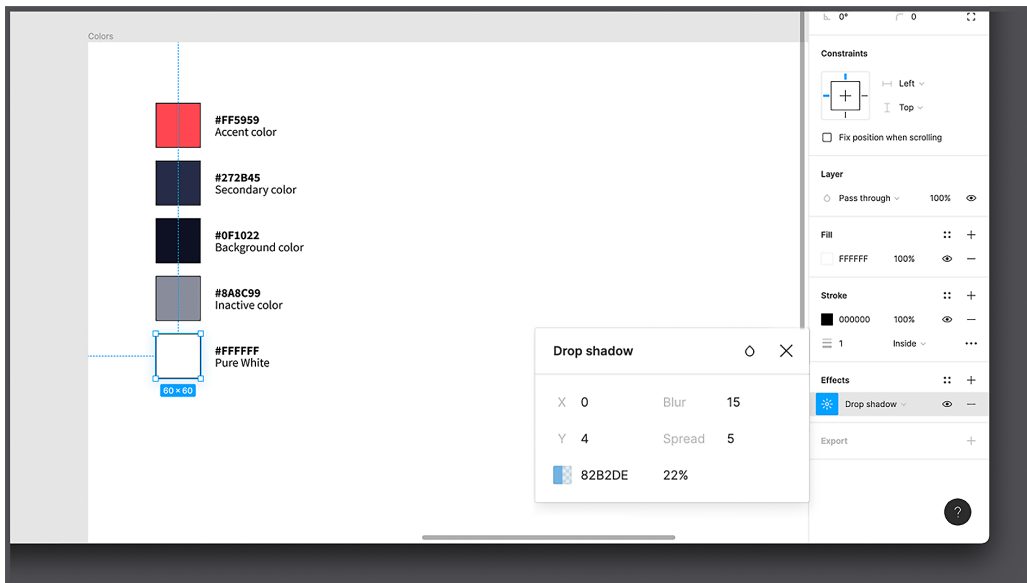 Colors
#FF5959
Accent color
#272B45
Secondary color
#0F1022
Background color
#8A8C99
Inactive color
#FFFFFF
Pure White
60 × 60
Drop shadow
X 0 Blur 15
Y 4 Spread 5
82B2DE 22%
0° 0
Constraints
Left
Top
Fix position when scrolling
Layer
Pass through 100%
Fill
FFFFFF 100%
Stroke
000000 100%
1 Inside
Effects
Drop shadow
Export
?